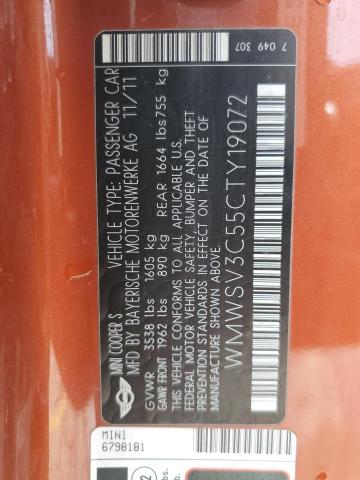 7 049 307
MINI COOPER S VEHICLE TYPE: PASSENGER CAR
MFD BY BAYERISCHE MOTORENWERKE AG 11/11
GVWR 3538 lbs 1605 kg
GAWR FRONT 1962 lbs 890 kg REAR 1664 lbs 755 kg
THIS VEHICLE CONFORMS TO ALL APPLICABLE U.S.
FEDERAL MOTOR VEHICLE SAFETY, BUMPER AND THEFT
PREVENTION STANDARDS IN EFFECT ON THE DATE OF
MANUFACTURE SHOWN ABOVE.
WMWSV3C55CTY19072
MINI
6798181